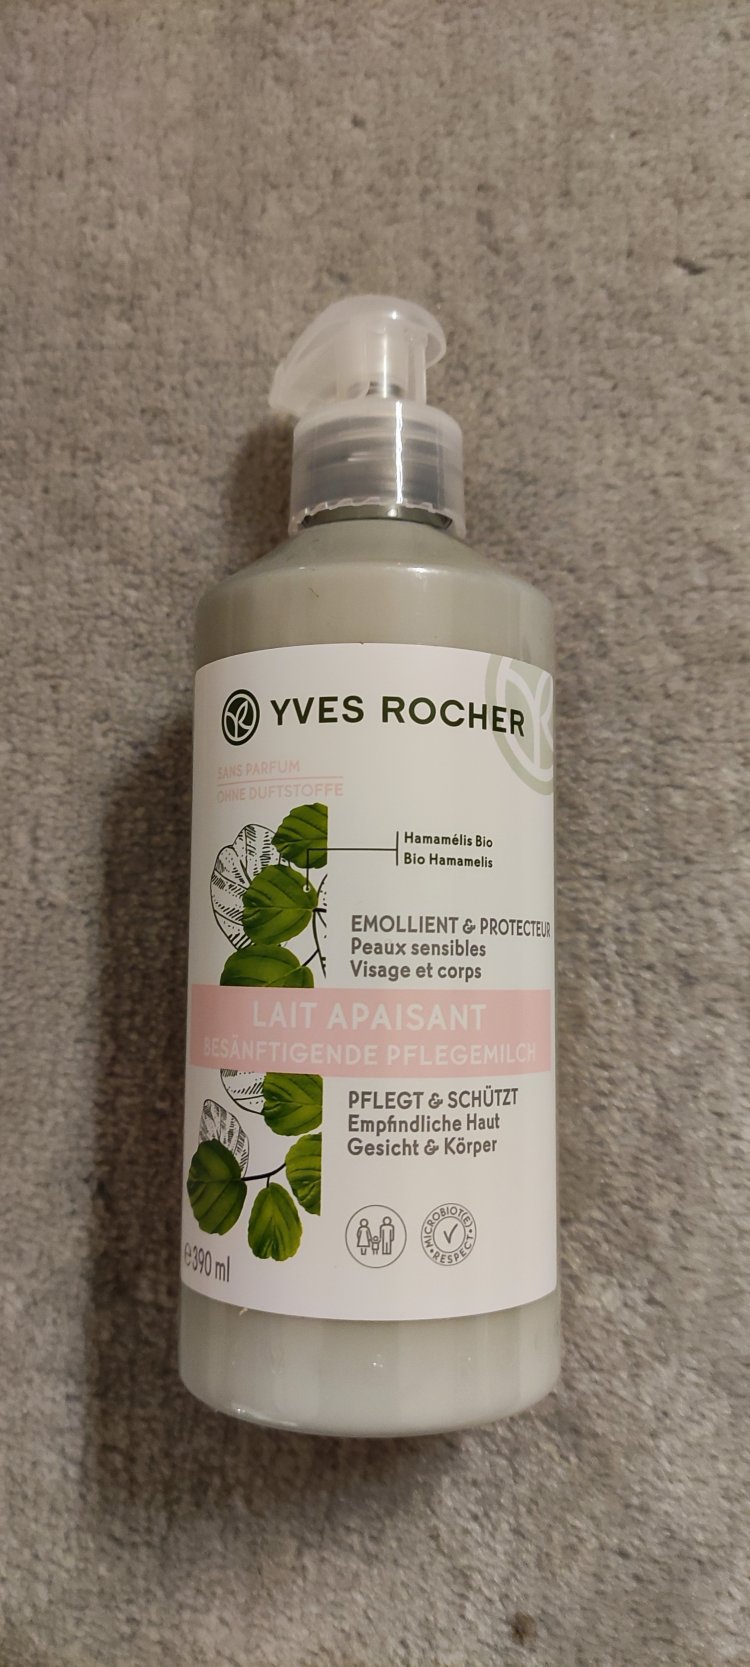 YVES ROCHER
SANS PARFUM
OHNE DUFTSTOFFE
Hamamélis Bio
Bio Hamamelis
EMOLLIENT & PROTECTEUR
Peaux sensibles
Visage et corps
LAIT APAISANT
BESÄNFTIGENDE PFLEGEMILCH
PFLEGT & SCHÜTZT
Empfindliche Haut
Gesicht & Körper
MICROBIOT(E)
RESPECT
℮390 ml